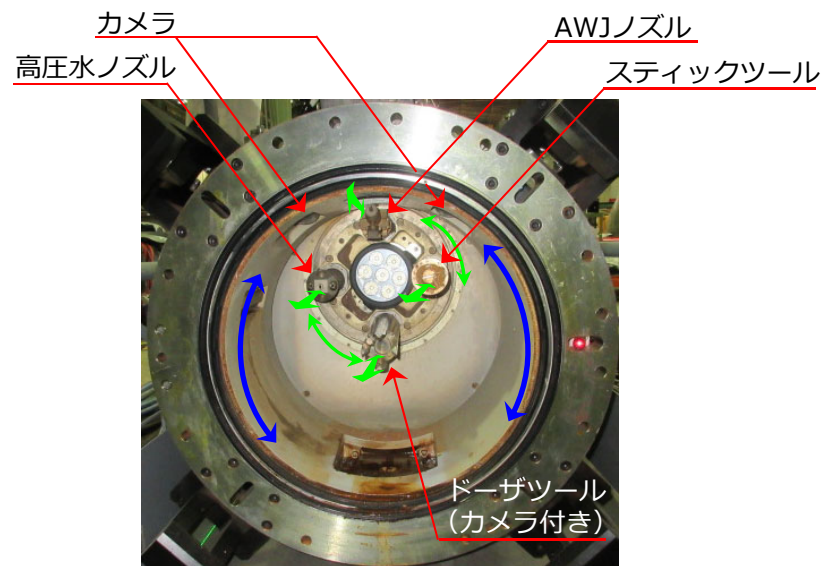 カメラ
AWJノズル
高圧水ノズル
スティックツール
ドーザツール
（カメラ付き）